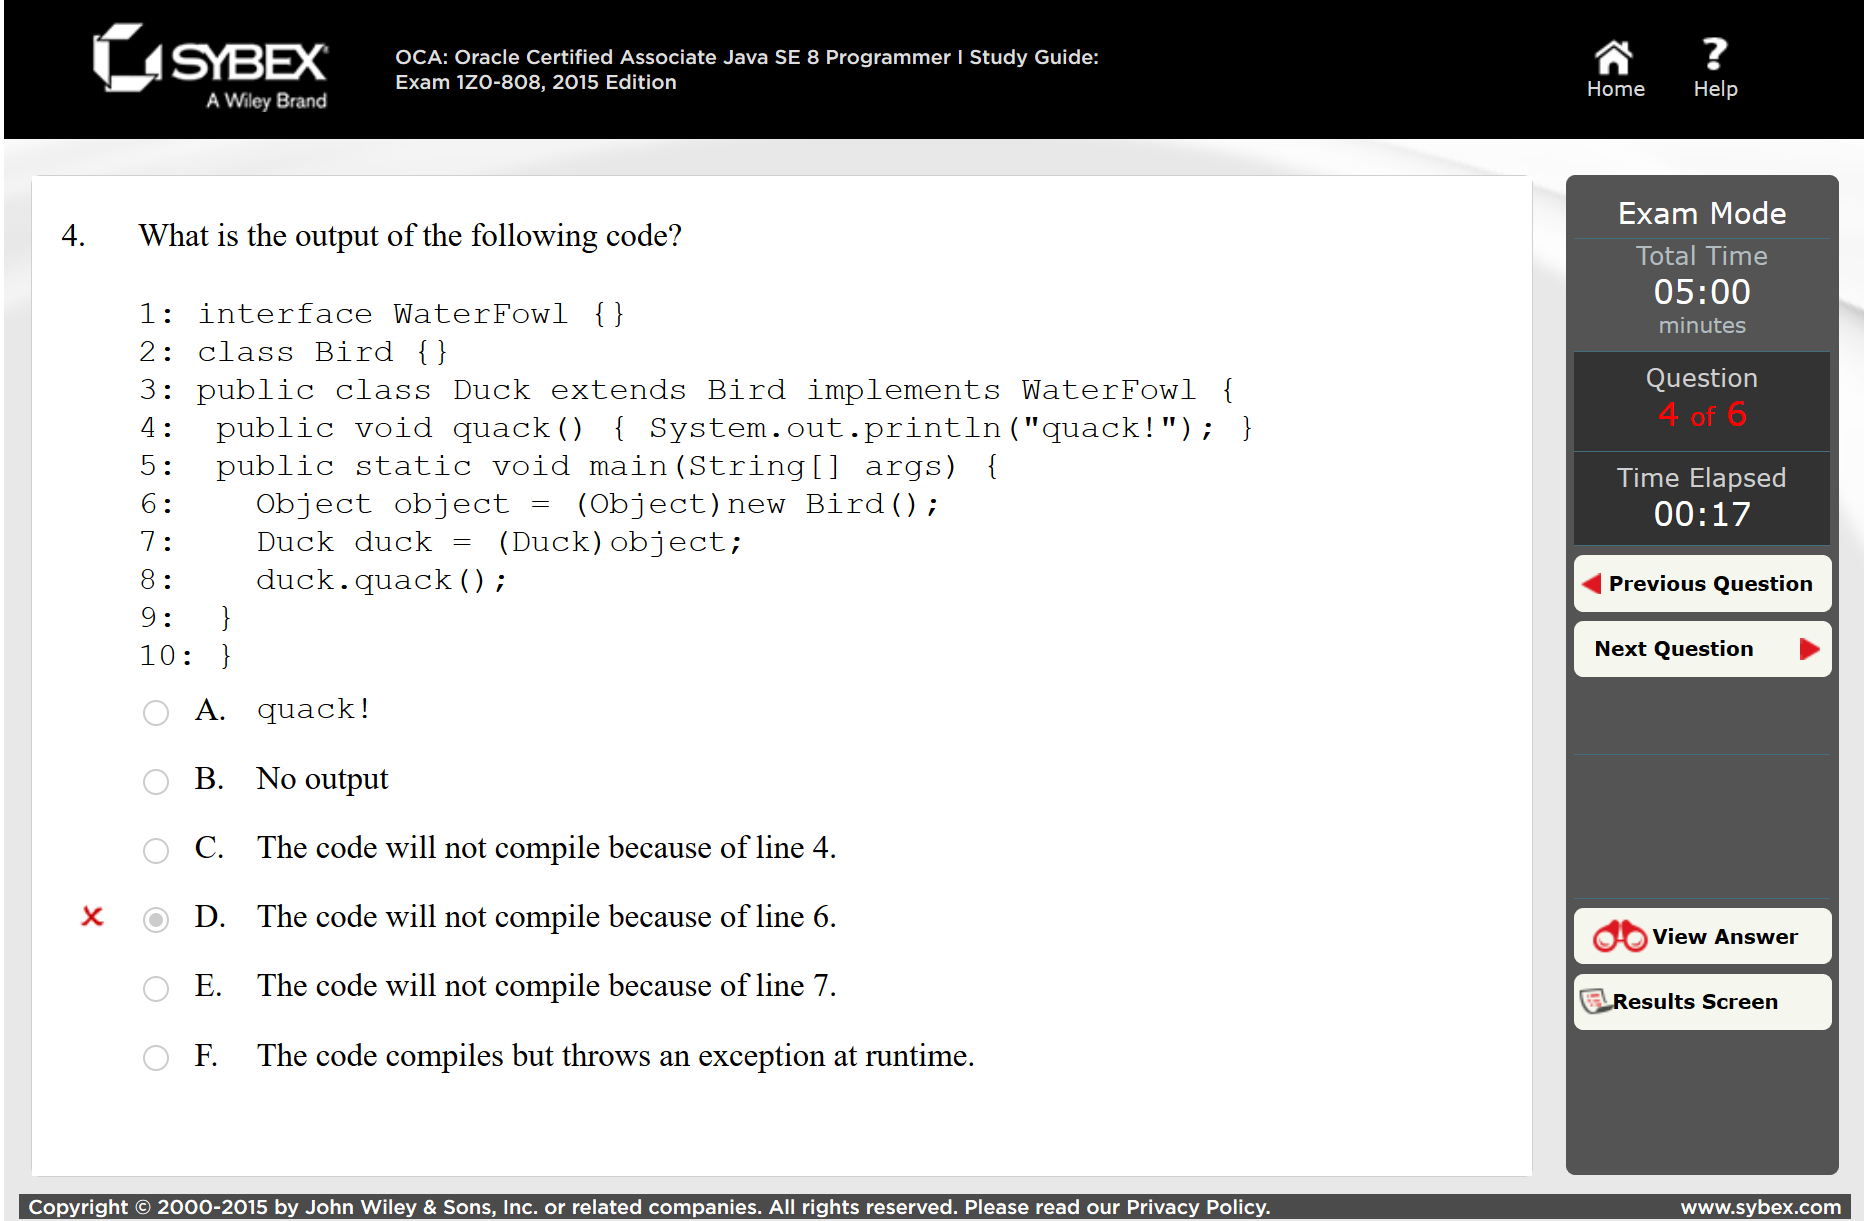 SYBEX
A Wiley Brand
OCA: Oracle Certified Associate Java SE 8 Programmer I Study Guide:
Exam 1Z0-808, 2015 Edition
Home
Help
4. What is the output of the following code?
1: interface WaterFowl {}
2: class Bird {}
3: public class Duck extends Bird implements WaterFowl {
4:  public void quack() { System.out.println("quack!"); }
5:  public static void main(String[] args) {
6:    Object object = (Object)new Bird();
7:    Duck duck = (Duck)object;
8:    duck.quack();
9:  }
10: }
A. quack!
B. No output
C. The code will not compile because of line 4.
D. The code will not compile because of line 6.
E. The code will not compile because of line 7.
F. The code compiles but throws an exception at runtime.
Exam Mode
Total Time
05:00
minutes
Question
4 of 6
Time Elapsed
00:17
Previous Question
Next Question
View Answer
Results Screen
Copyright © 2000-2015 by John Wiley & Sons, Inc. or related companies. All rights reserved. Please read our Privacy Policy.
www.sybex.com